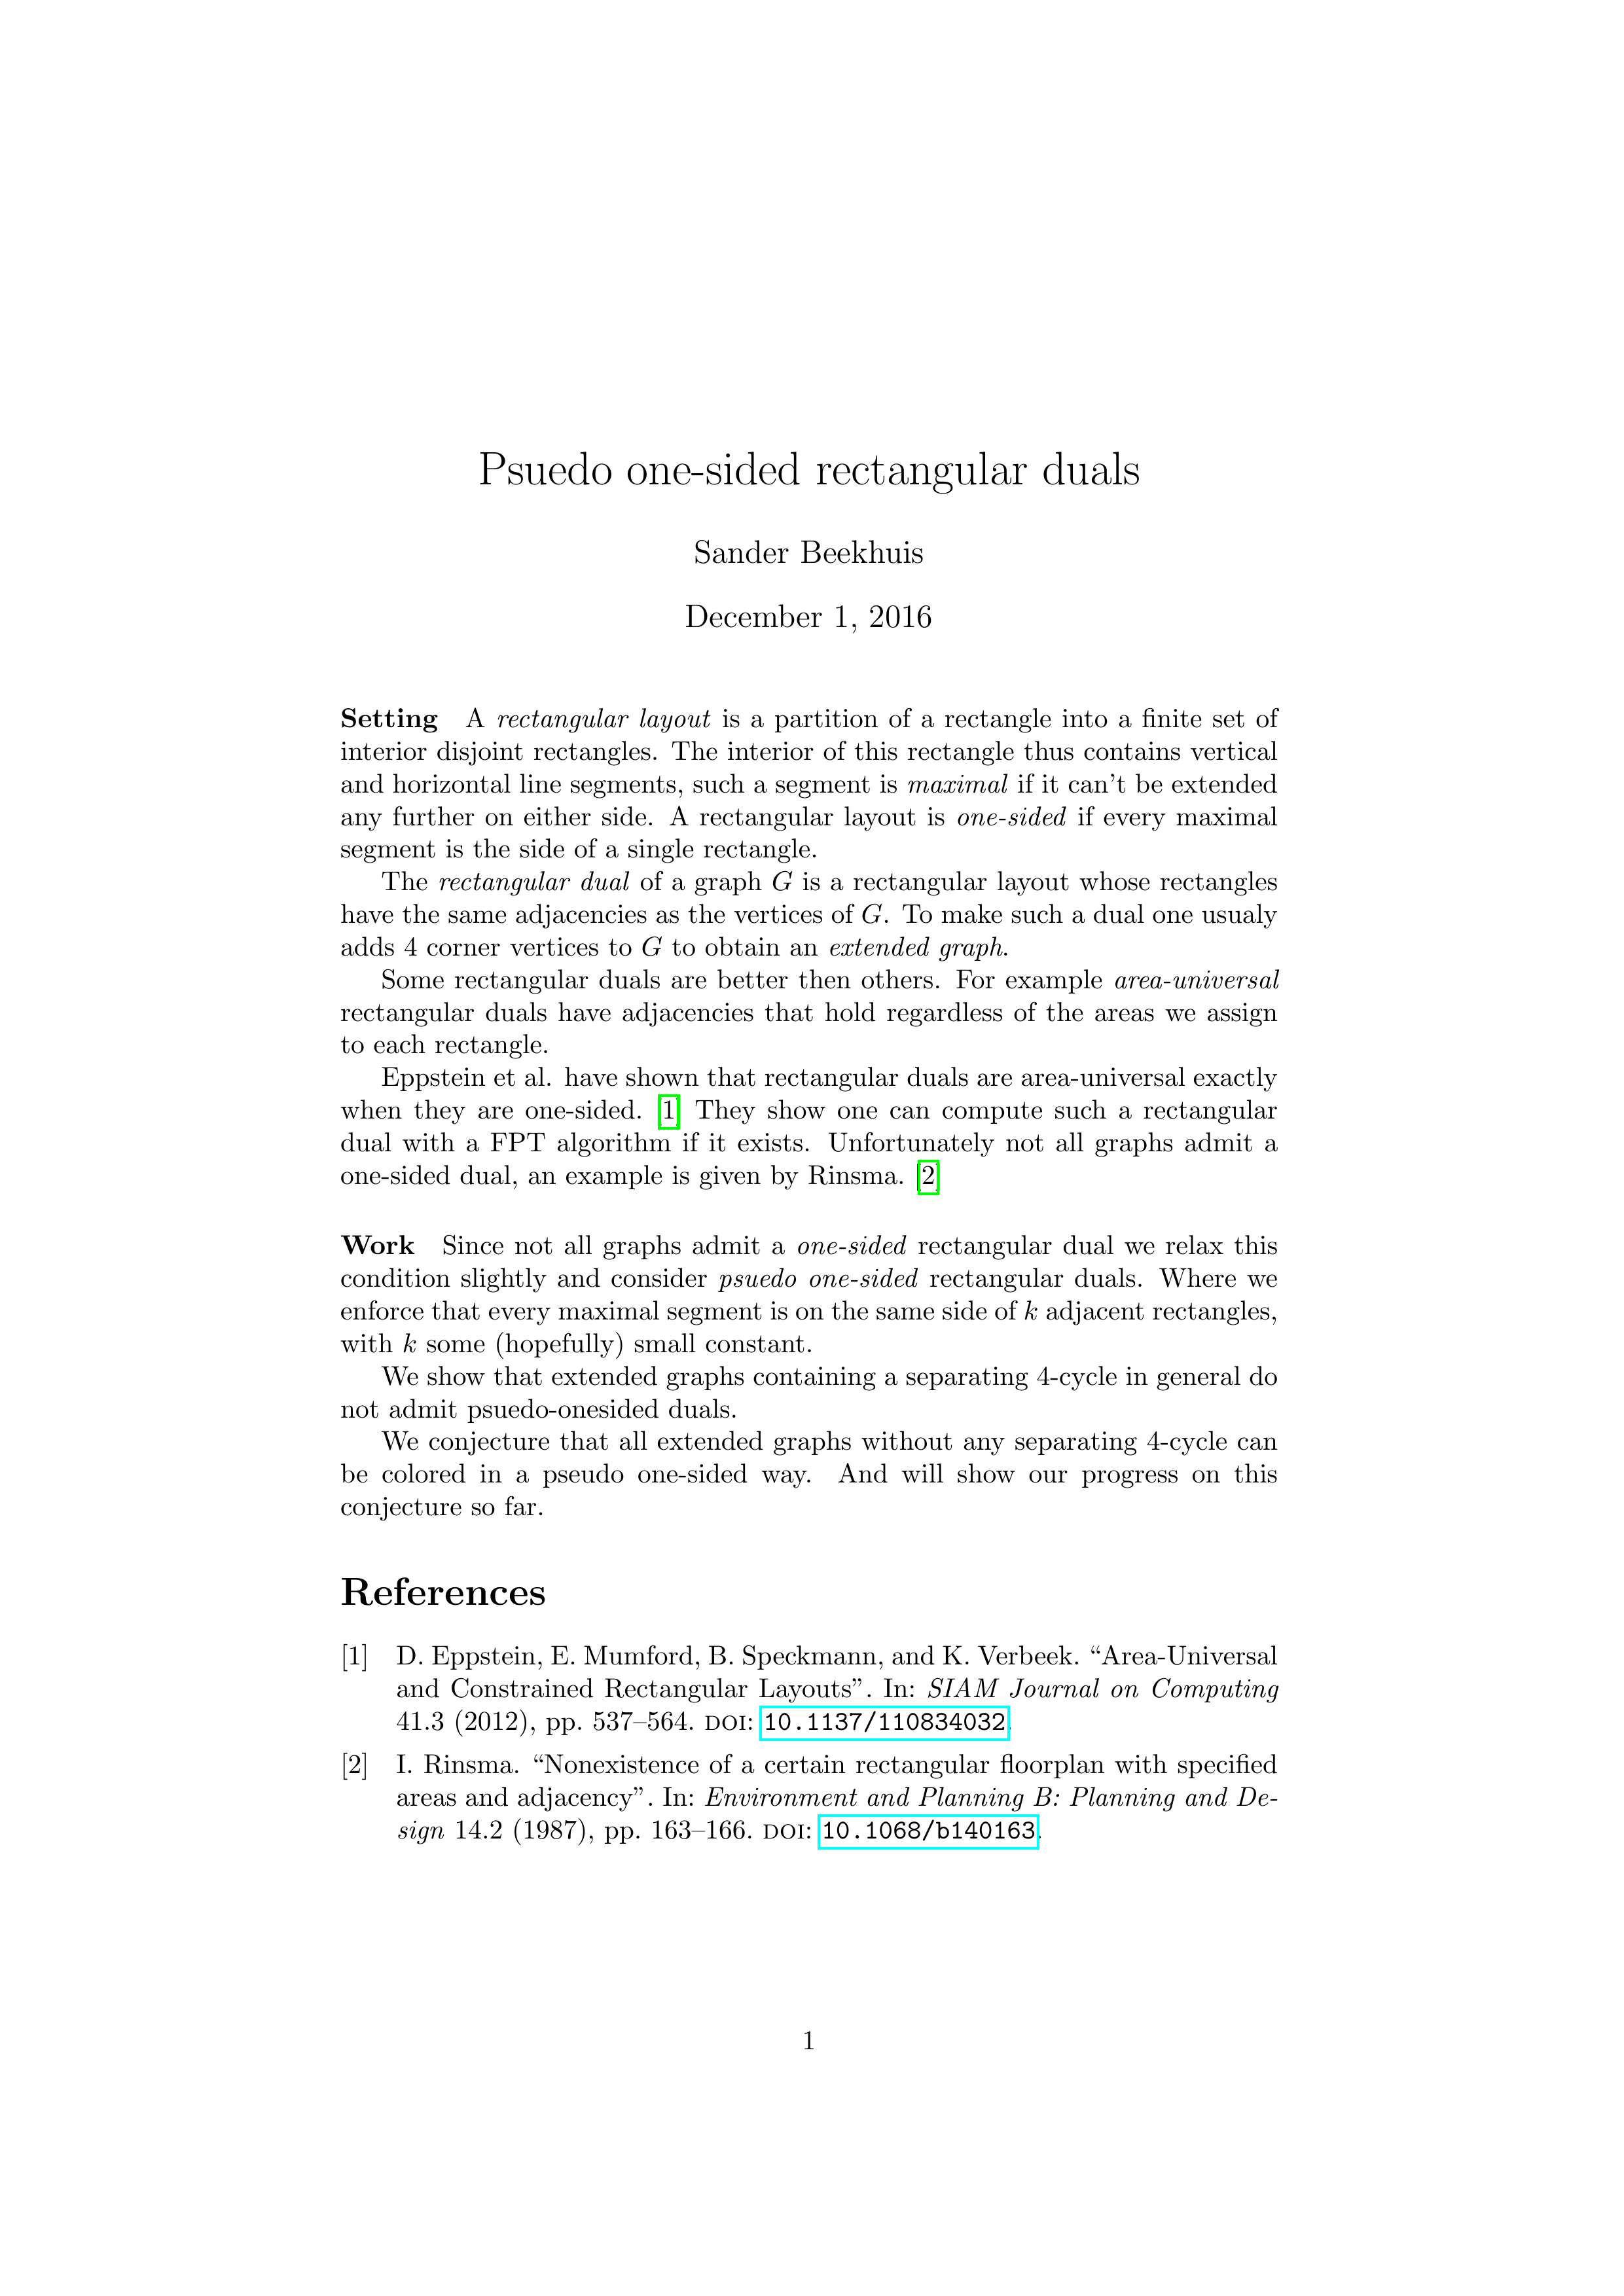 Psuedo one-sided rectangular duals
Sander Beekhuis
December 1, 2016
Setting A rectangular layout is a partition of a rectangle into a finite set of
interior disjoint rectangles. The interior of this rectangle thus contains vertical
and horizontal line segments, such a segment is maximal if it can't be extended
any further on either side. A rectangular layout is one-sided if every maximal
segment is the side of a single rectangle.
The rectangular dual of a graph G is a rectangular layout whose rectangles
have the same adjacencies as the vertices of G. To make such a dual one usualy
adds 4 corner vertices to G to obtain an extended graph.
Some rectangular duals are better then others. For example area-universal
rectangular duals have adjacencies that hold regardless of the areas we assign
to each rectangle.
Eppstein et al. have shown that rectangular duals are area-universal exactly
when they are one-sided. [1] They show one can compute such a rectangular
dual with a FPT algorithm if it exists. Unfortunately not all graphs admit a
one-sided dual, an example is given by Rinsma. [2]
Work Since not all graphs admit a one-sided rectangular dual we relax this
condition slightly and consider psuedo one-sided rectangular duals. Where we
enforce that every maximal segment is on the same side of k adjacent rectangles,
with k some (hopefully) small constant.
We show that extended graphs containing a separating 4-cycle in general do
not admit psuedo-onesided duals.
We conjecture that all extended graphs without any separating 4-cycle can
be colored in a pseudo one-sided way. And will show our progress on this
conjecture so far.
References
[1] D. Eppstein, E. Mumford, B. Speckmann, and K. Verbeek. “Area-Universal
and Constrained Rectangular Layouts”. In: SIAM Journal on Computing
41.3 (2012), pp. 537–564. DOI: 10.1137/110834032.
[2] I. Rinsma. “Nonexistence of a certain rectangular floorplan with specified
areas and adjacency”. In: Environment and Planning B: Planning and De-
sign 14.2 (1987), pp. 163–166. DOI: 10.1068/b140163.
1